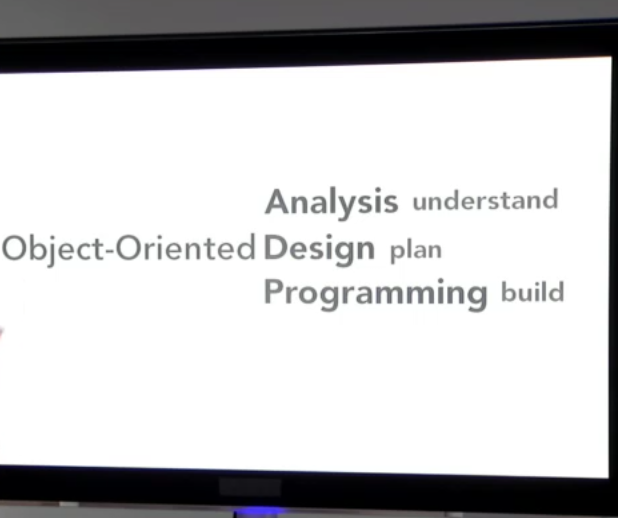 Analysis understand
Object-Oriented Design plan
Programming build